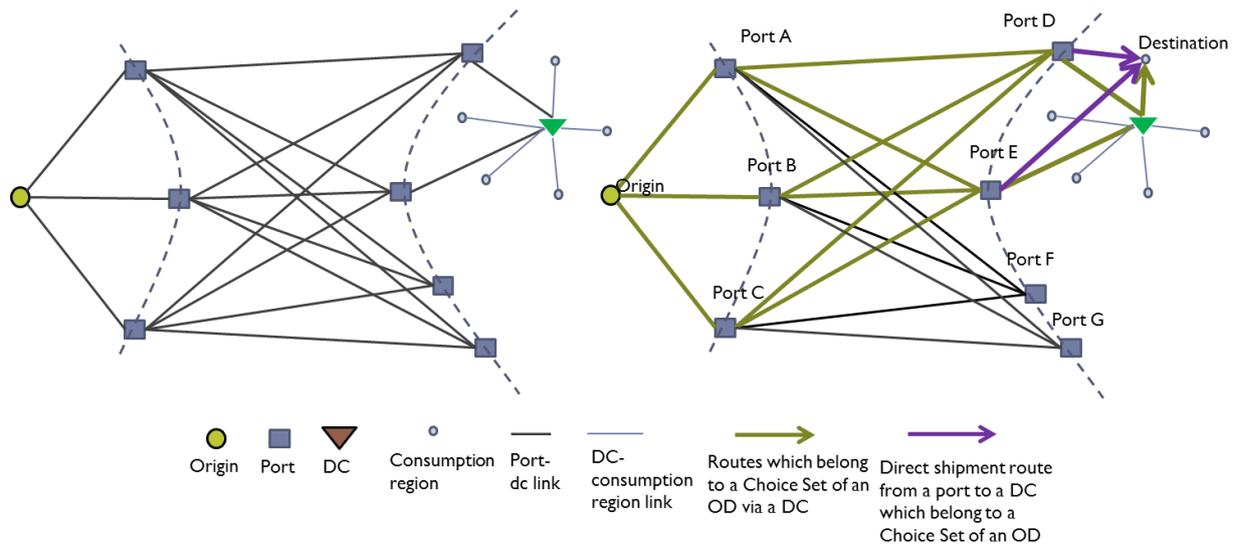 Port D
Port A
Destination
Port E
Port B
Origin
Port F
Port C
Port G
Origin
Port
DC
Consumption
region
Port-
dc link
DC-
consumption
region link
Routes which belong
to a Choice Set of an
OD via a DC
Direct shipment route
from a port to a DC
which belong to a
Choice Set of an OD